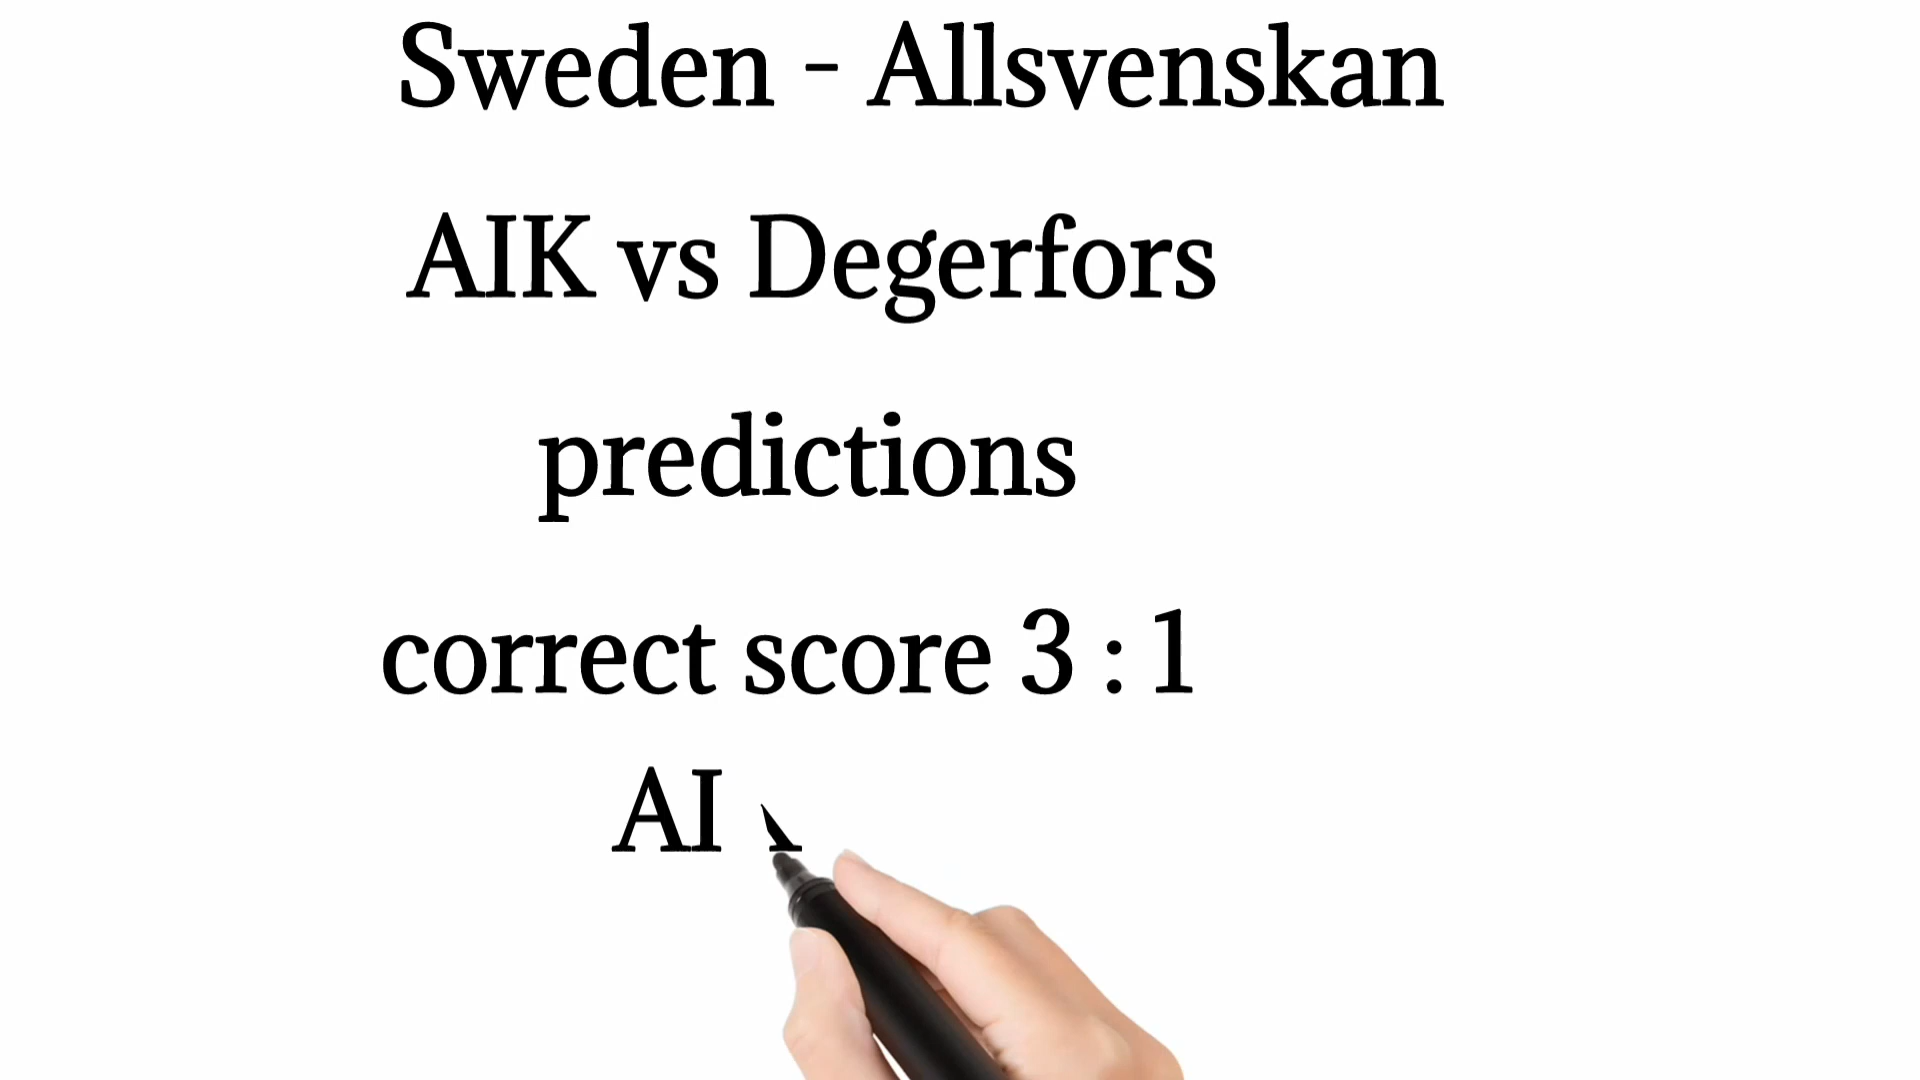 Sweden - Allsvenskan
AIK vs Degerfors
predictions
correct score 3 : 1
AI